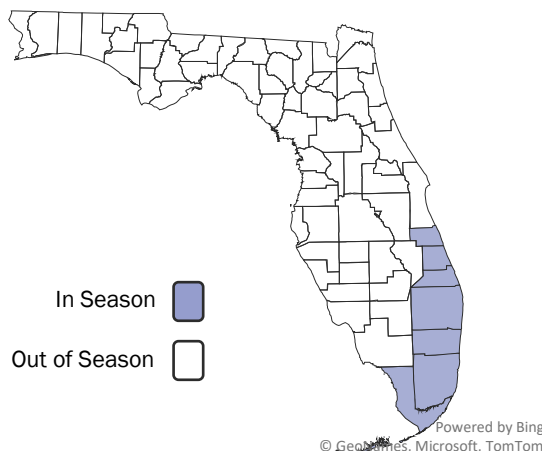 In Season
Out of Season
Powered by Bing
© GeoNames, Microsoft, TomTom